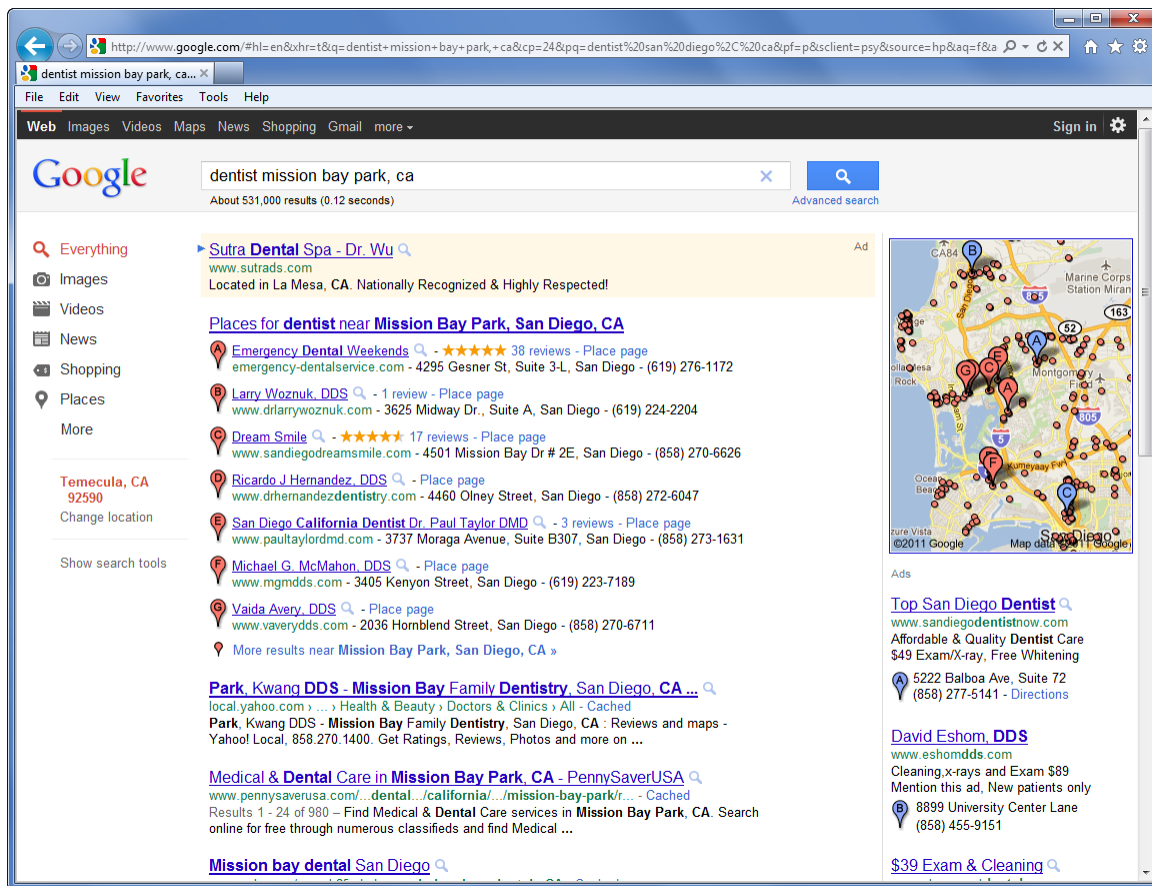 http://www.google.com/#hl=en&xhr=t&q=dentist+mission+bay+park,+ca&cp=24&pq=dentist%20san%20diego%2C%20ca&pf=p&sclient=psy&source=hp&aq=f&a
dentist mission bay park, ca...
File Edit View Favorites Tools Help
Web Images Videos Maps News Shopping Gmail more Sign in
Google
dentist mission bay park, ca
About 531,000 results (0.12 seconds)
Advanced search
Everything
Images
Videos
News
Shopping
Places
More
Temecula, CA
92590
Change location
Show search tools
Sutra Dental Spa - Dr. Wu
Ad
www.sutrads.com
Located in La Mesa, CA. Nationally Recognized & Highly Respected!
Places for dentist near Mission Bay Park, San Diego, CA
A Emergency Dental Weekends - 38 reviews - Place page
emergency-dentalservice.com - 4295 Gesner St, Suite 3-L, San Diego - (619) 276-1172
B Larry Woznuk, DDS - 1 review - Place page
www.drlarrywoznuk.com - 3625 Midway Dr., Suite A, San Diego - (619) 224-2204
C Dream Smile - 17 reviews - Place page
www.sandiegodreamsmile.com - 4501 Mission Bay Dr # 2E, San Diego - (858) 270-6626
D Ricardo J Hernandez, DDS - Place page
www.drhernandezdentistry.com - 4460 Olney Street, San Diego - (858) 272-6047
E San Diego California Dentist Dr. Paul Taylor DMD - 3 reviews - Place page
www.paultaylordmd.com - 3737 Moraga Avenue, Suite B307, San Diego - (858) 273-1631
F Michael G. McMahon, DDS - Place page
www.mgmdds.com - 3405 Kenyon Street, San Diego - (619) 223-7189
G Vaida Avery, DDS - Place page
www.vaverydds.com - 2036 Hornblend Street, San Diego - (858) 270-6711
More results near Mission Bay Park, San Diego, CA »
Park, Kwang DDS - Mission Bay Family Dentistry, San Diego, CA ...
local.yahoo.com › ... › Health & Beauty › Doctors & Clinics › All - Cached
Park, Kwang DDS - Mission Bay Family Dentistry, San Diego, CA : Reviews and maps -
Yahoo! Local, 858.270.1400. Get Ratings, Reviews, Photos and more on ...
Medical & Dental Care in Mission Bay Park, CA - PennySaverUSA
www.pennysaverusa.com/...dental.../california/.../mission-bay-park/r... - Cached
Results 1 - 24 of 980 – Find Medical & Dental Care services in Mission Bay Park, CA. Search
online for free through numerous classifieds and find Medical ...
Mission bay dental San Diego
CA84
B
Marine Corps
Station Miran
San Diego
805
163
52
A
E
C
G
A
Rock
Montgomery
Field
805
5
F
Kumeyaay Fwy
Ocean
Beach
C
zure Vista
San Diego
©2011 Google Map data ©2011 Google
Ads
Top San Diego Dentist
www.sandiegodentistnow.com
Affordable & Quality Dentist Care
$49 Exam/X-ray, Free Whitening
A 5222 Balboa Ave, Suite 72
(858) 277-5141 - Directions
David Eshom, DDS
www.eshomdds.com
Cleaning,x-rays and Exam $89
Mention this ad, New patients only
B 8899 University Center Lane
(858) 455-9151
$39 Exam & Cleaning